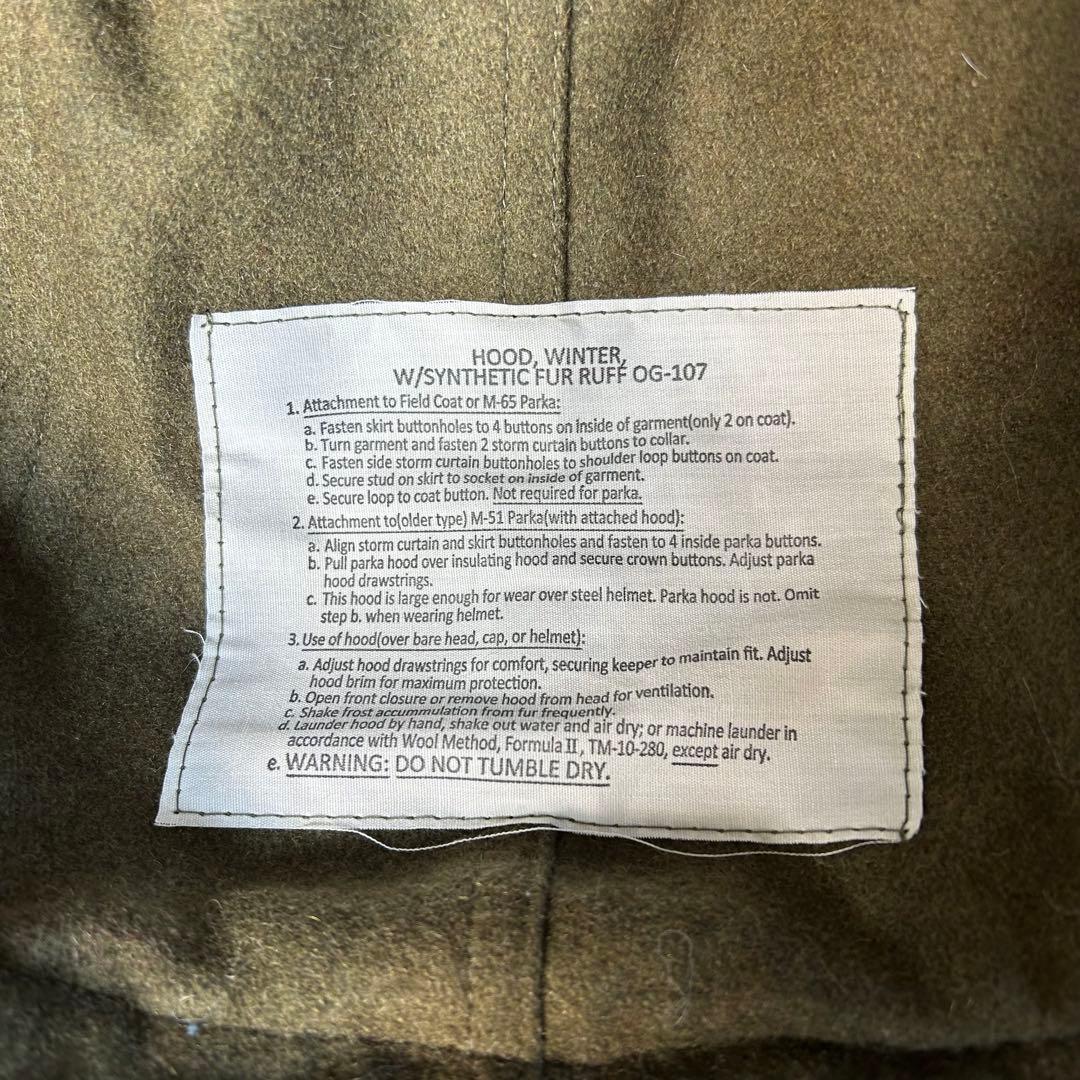 HOOD, WINTER,
W/SYNTHETIC FUR RUFF OG-107
1. Attachment to Field Coat or M-65 Parka:
a. Fasten skirt buttonholes to 4 buttons on inside of garment(only 2 on coat).
b. Turn garment and fasten 2 storm curtain buttons to collar.
c. Fasten side storm curtain buttonholes to shoulder loop buttons on coat.
d. Secure stud on skirt to socket on inside of garment.
e. Secure loop to coat button. Not required for parka.
2. Attachment to(older type) M-51 Parka(with attached hood):
a. Align storm curtain and skirt buttonholes and fasten to 4 inside parka buttons.
b. Pull parka hood over insulating hood and secure crown buttons. Adjust parka
hood drawstrings.
c. This hood is large enough for wear over steel helmet. Parka hood is not. Omit
step b. when wearing helmet.
3. Use of hood(over bare head, cap, or helmet):
a. Adjust hood drawstrings for comfort, securing keeper to maintain fit. Adjust
hood brim for maximum protection.
b. Open front closure or remove hood from head for ventilation.
c. Shake frost accummulation from fur frequently.
d. Launder hood by hand, shake out water and air dry; or machine launder in
accordance with Wool Method, Formula II, TM-10-280, except air dry.
e. WARNING: DO NOT TUMBLE DRY.